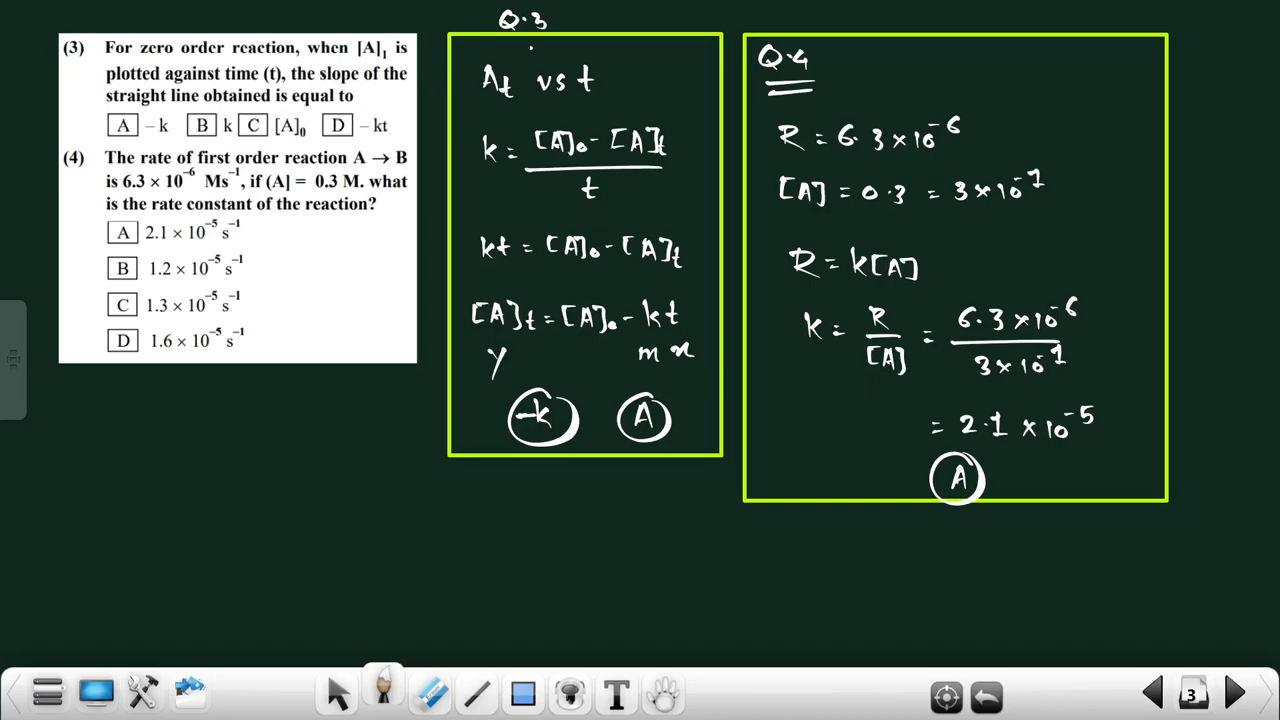 (3) For zero order reaction, when [A]₁ is
plotted against time (t), the slope of the
straight line obtained is equal to
A – k B k C [A]₀ D – kt
(4) The rate of first order reaction A → B
is 6.3 × 10⁻⁶ Ms⁻¹, if (A] = 0.3 M. what
is the rate constant of the reaction?
A 2.1 × 10⁻⁵ s⁻¹
B 1.2 × 10⁻⁵ s⁻¹
C 1.3 × 10⁻⁵ s⁻¹
D 1.6 × 10⁻⁵ s⁻¹
Q.3
At vs t
k = [A]₀ - [A]t / t
kt = [A]₀ - [A]t
[A]t = [A]₀ - kt
y m x
-k A
Q.4
R = 6.3 × 10⁻⁶
[A] = 0.3 = 3 × 10⁻¹
R = k[A]
k = R / [A] = 6.3 × 10⁻⁶ / 3 × 10⁻¹
= 2.1 × 10⁻⁵
A
T
3